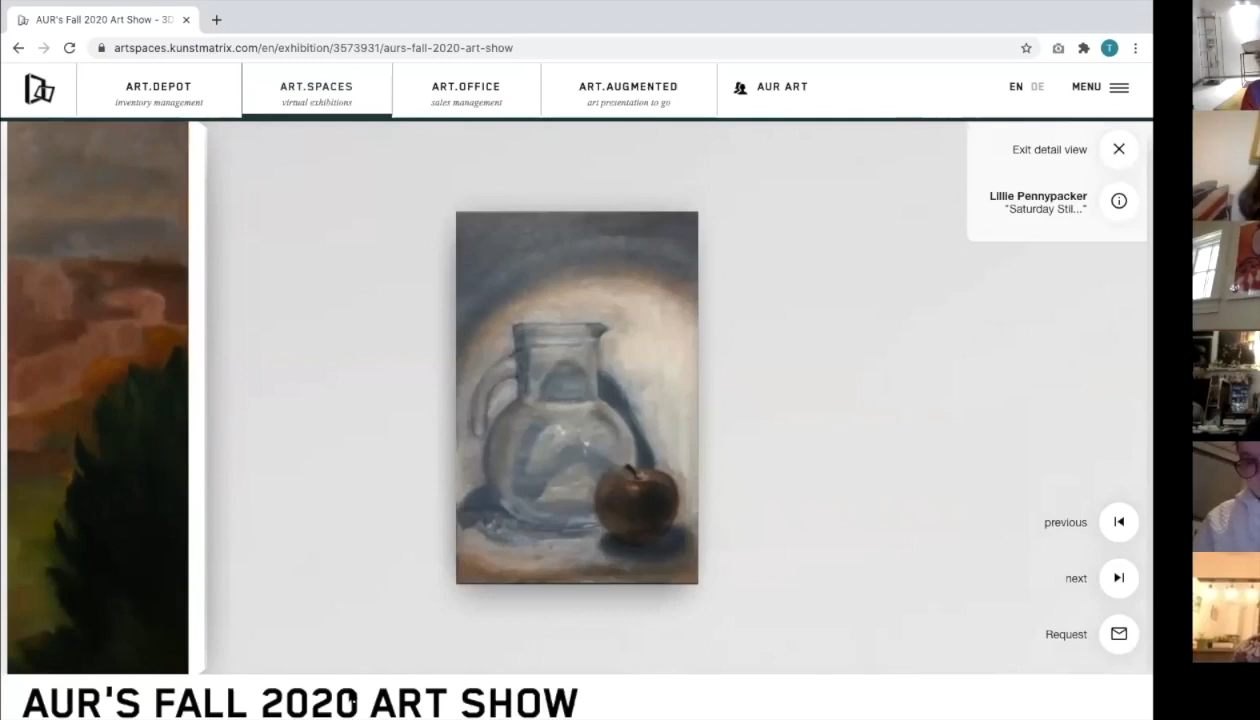 AUR's Fall 2020 Art Show - 3D
artspaces.kunstmatrix.com/en/exhibition/3573931/aurs-fall-2020-art-show
T
ART.DEPOT
inventory management
ART.SPACES
virtual exhibitions
ART.OFFICE
sales management
ART.AUGMENTED
art presentation to go
AUR ART
EN DE
MENU
Exit detail view
Lillie Pennypacker
"Saturday Stil..."
previous
next
Request
AUR'S FALL 2020 ART SHOW